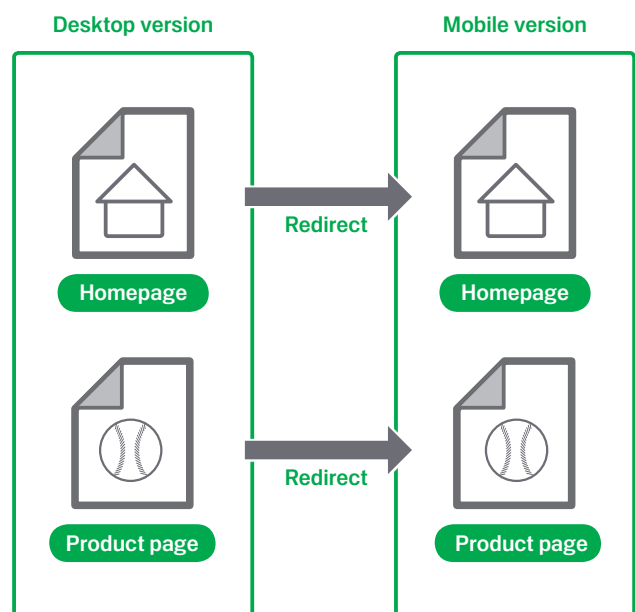 Desktop version
Mobile version
Redirect
Homepage
Homepage
Redirect
Product page
Product page